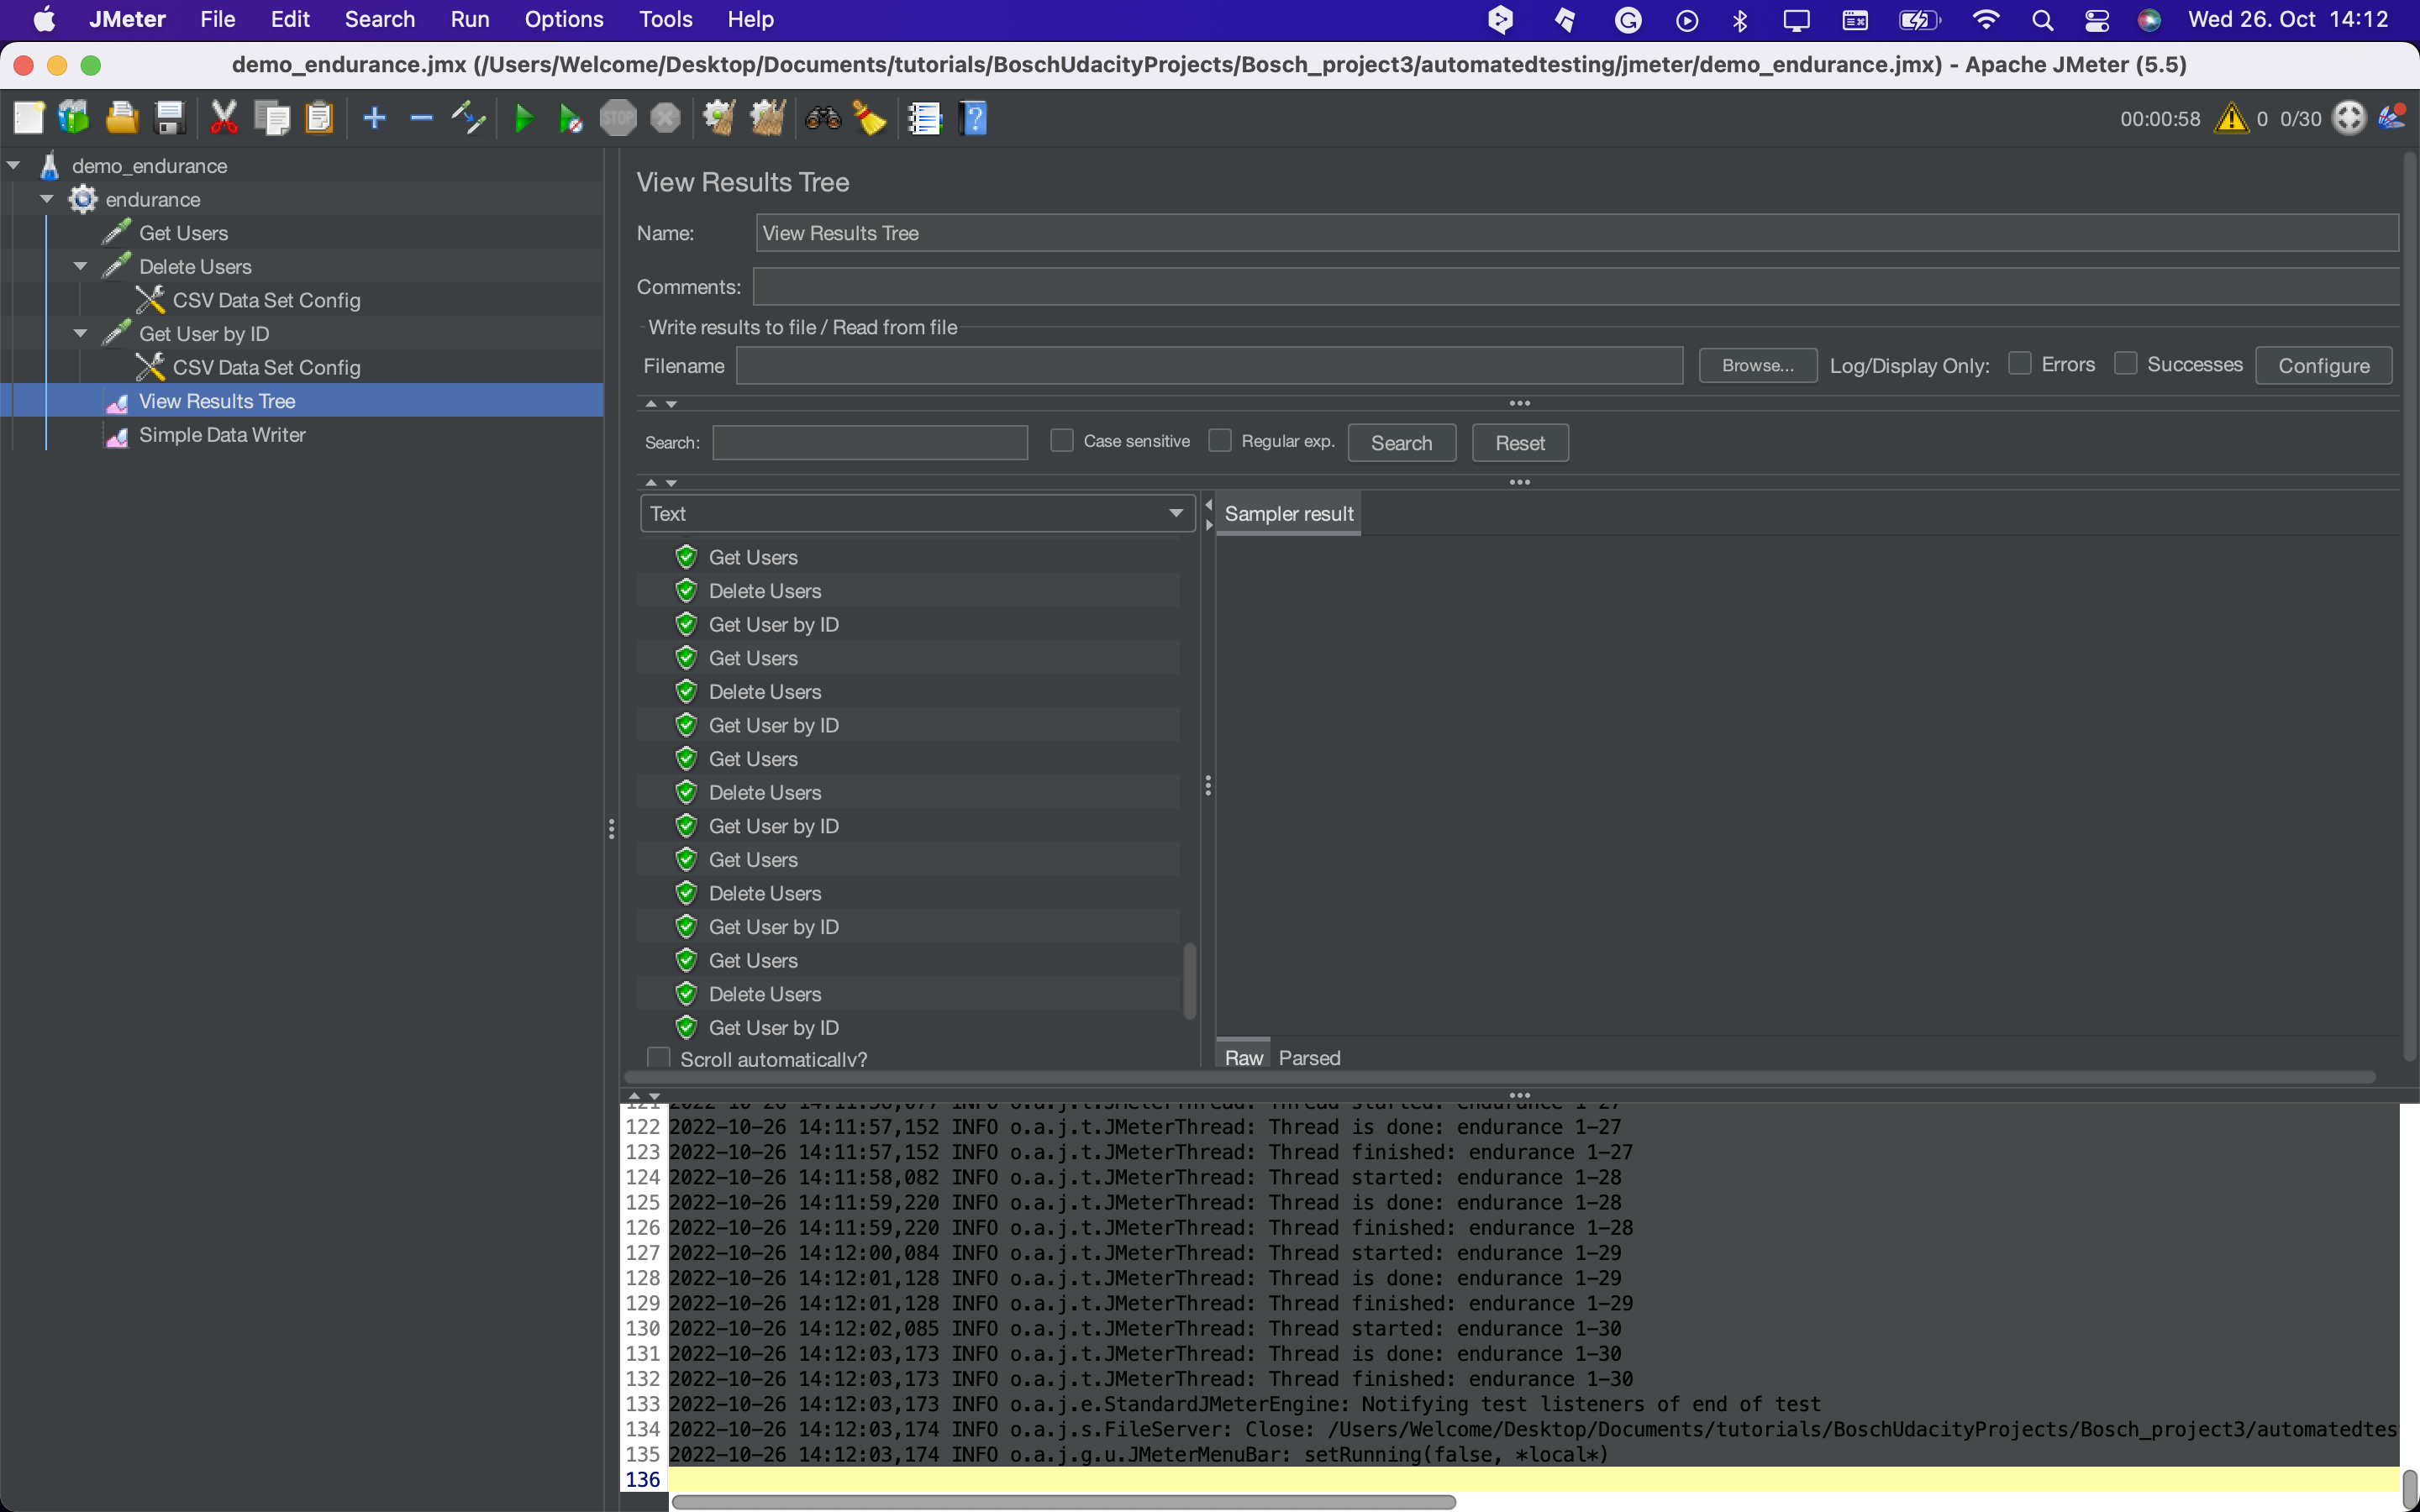 JMeter File Edit Search Run Options Tools Help Wed 26. Oct 14:12
demo_endurance.jmx (/Users/Welcome/Desktop/Documents/tutorials/BoschUdacityProjects/Bosch_project3/automatedtesting/jmeter/demo_endurance.jmx) - Apache JMeter (5.5)
STOP 00:00:58 0 0/30
demo_endurance
endurance
Get Users
Delete Users
CSV Data Set Config
Get User by ID
CSV Data Set Config
View Results Tree
Simple Data Writer
View Results Tree
Name: View Results Tree
Comments:
Write results to file / Read from file
Filename Browse... Log/Display Only: Errors Successes Configure
Search: Case sensitive Regular exp. Search Reset
Text
Sampler result
Get Users
Delete Users
Get User by ID
Get Users
Delete Users
Get User by ID
Get Users
Delete Users
Get User by ID
Get Users
Delete Users
Get User by ID
Get Users
Delete Users
Get User by ID
Scroll automatically?
Raw Parsed
121 2022-10-26 14:11:56,077 INFO o.a.j.t.JMeterThread: Thread started: endurance 1-27
122 2022-10-26 14:11:57,152 INFO o.a.j.t.JMeterThread: Thread is done: endurance 1-27
123 2022-10-26 14:11:57,152 INFO o.a.j.t.JMeterThread: Thread finished: endurance 1-27
124 2022-10-26 14:11:58,082 INFO o.a.j.t.JMeterThread: Thread started: endurance 1-28
125 2022-10-26 14:11:59,220 INFO o.a.j.t.JMeterThread: Thread is done: endurance 1-28
126 2022-10-26 14:11:59,220 INFO o.a.j.t.JMeterThread: Thread finished: endurance 1-28
127 2022-10-26 14:12:00,084 INFO o.a.j.t.JMeterThread: Thread started: endurance 1-29
128 2022-10-26 14:12:01,128 INFO o.a.j.t.JMeterThread: Thread is done: endurance 1-29
129 2022-10-26 14:12:01,128 INFO o.a.j.t.JMeterThread: Thread finished: endurance 1-29
130 2022-10-26 14:12:02,085 INFO o.a.j.t.JMeterThread: Thread started: endurance 1-30
131 2022-10-26 14:12:03,173 INFO o.a.j.t.JMeterThread: Thread is done: endurance 1-30
132 2022-10-26 14:12:03,173 INFO o.a.j.t.JMeterThread: Thread finished: endurance 1-30
133 2022-10-26 14:12:03,173 INFO o.a.j.e.StandardJMeterEngine: Notifying test listeners of end of test
134 2022-10-26 14:12:03,174 INFO o.a.j.s.FileServer: Close: /Users/Welcome/Desktop/Documents/tutorials/BoschUdacityProjects/Bosch_project3/automatedtes
135 2022-10-26 14:12:03,174 INFO o.a.j.g.u.JMeterMenuBar: setRunning(false, *local*)
136